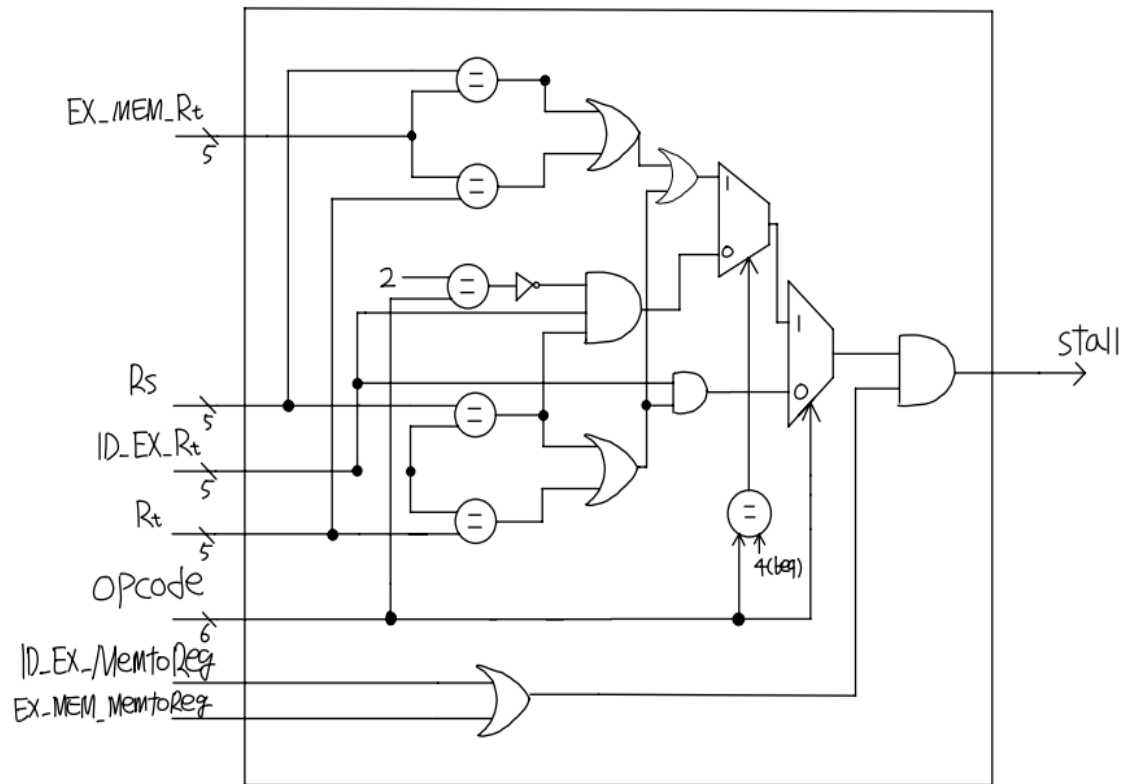 EX_MEM_Rt
5
=
=
1
0
2
=
1
stall
Rs
5
=
0
ID_EX_Rt
5
Rt
5
=
=
4(beq)
OPcode
6
ID_EX_MemtoReg
EX_MEM_MemtoReg